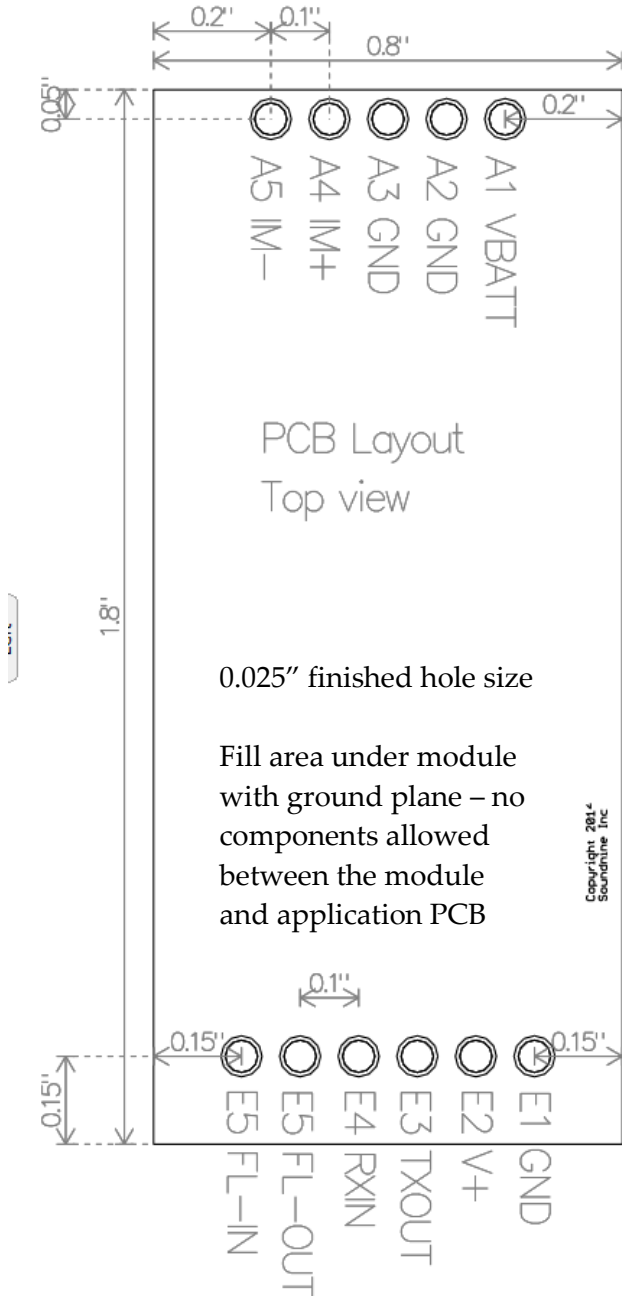 0.2"
0.1"
0.8"
0.05"
0.2"
A5 IM-
A4 IM+
A3 GND
A2 GND
A1 VBATT
PCB Layout
Top view
1.8"
0.025” finished hole size
Fill area under module
with ground plane – no
components allowed
between the module
and application PCB
Copyright 2014
Soundnine Inc
0.1"
0.15"
0.15"
0.15"
E5 FL-IN
E5 FL-OUT
E4 RXIN
E3 TXOUT
E2 V+
E1 GND